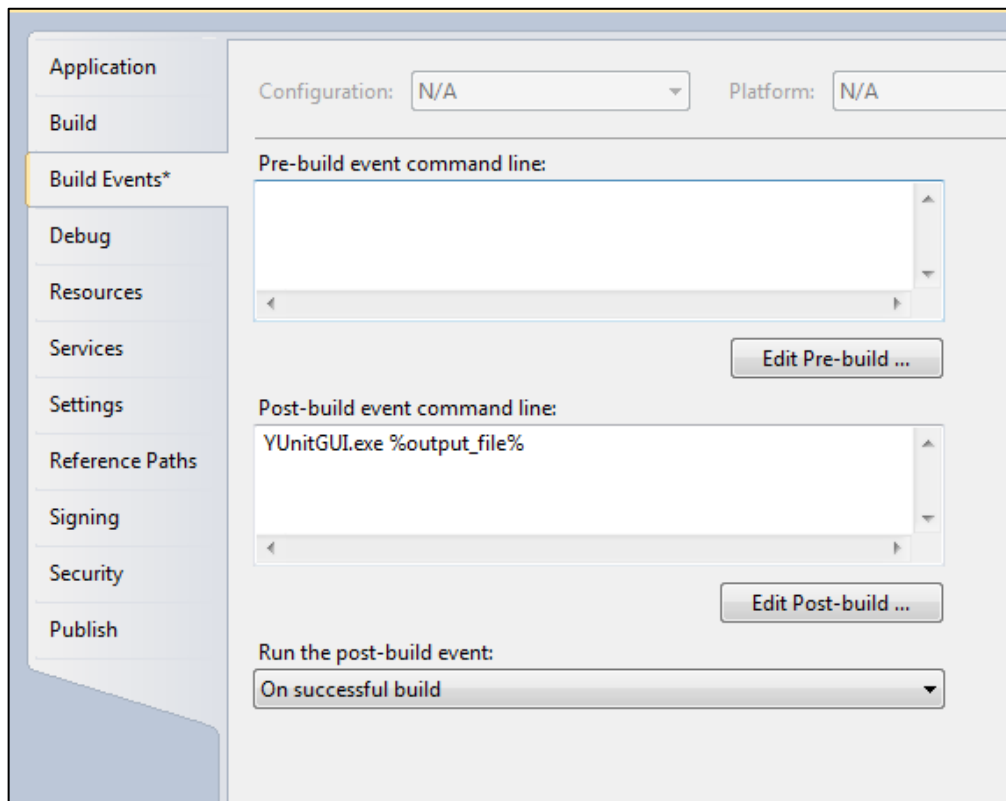 Application
Build
Build Events*
Debug
Resources
Services
Settings
Reference Paths
Signing
Security
Publish
Configuration: N/A Platform: N/A
Pre-build event command line:
Edit Pre-build ...
Post-build event command line:
YUnitGUI.exe %output_file%
Edit Post-build ...
Run the post-build event:
On successful build